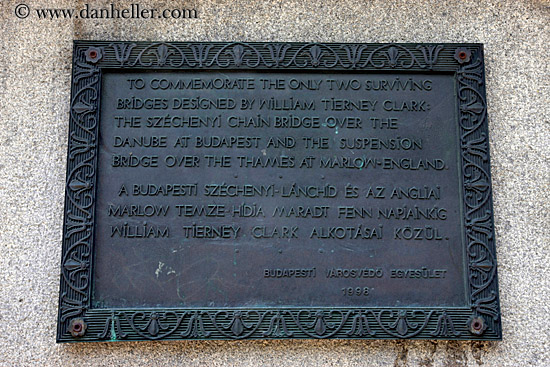 © www.danheller.com
TO COMMEMORATE THE ONLY TWO SURVIVING
BRIDGES DESIGNED BY WILLIAM TIERNEY CLARK:
THE SZÉCHENYI CHAIN BRIDGE OVER THE
DANUBE AT BUDAPEST AND THE SUSPENSION
BRIDGE OVER THE THAMES AT MARLOW-ENGLAND.
A BUDAPESTI SZÉCHENYI-LÁNCHÍD ÉS AZ ANGLIAI
MARLOW TEMZE-HÍDJA MARADT FENN NAPJAINKIG
WILLIAM TIERNEY CLARK ALKOTÁSAI KÖZÜL.
BUDAPESTI VÁROSVÉDŐ EGYESÜLET
1998